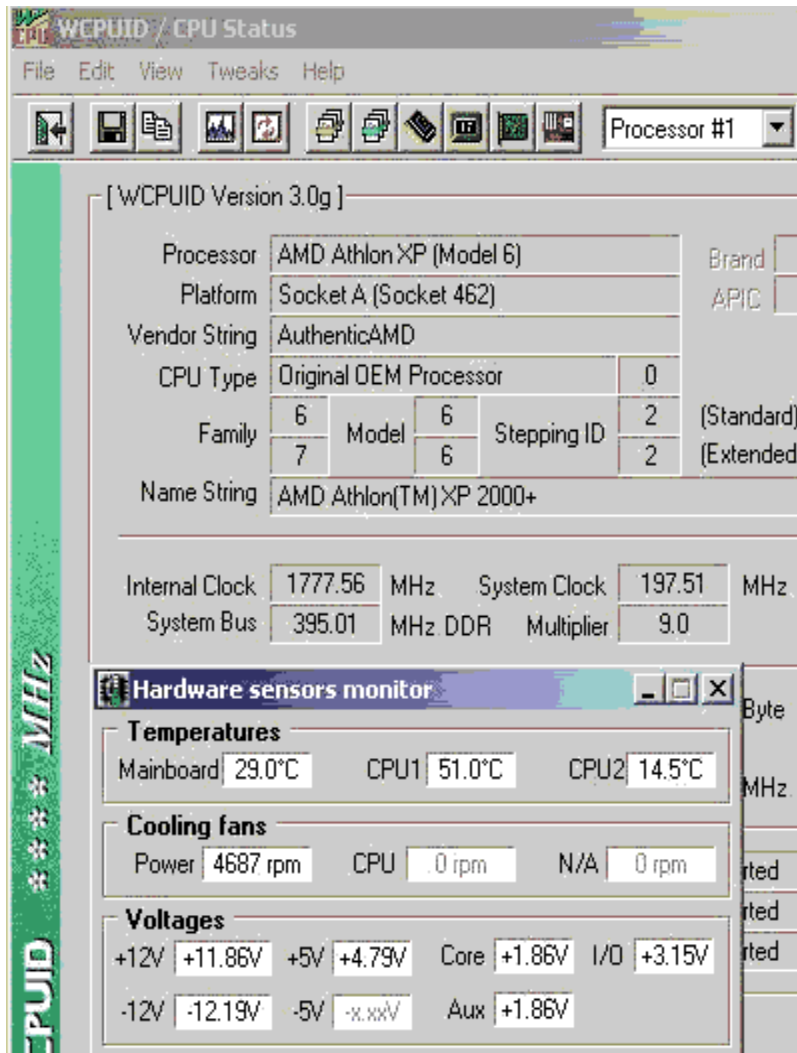 WCPUID / CPU Status
File Edit View Tweaks Help
Processor #1
[ WCPUID Version 3.0g ]
Processor AMD Athlon XP (Model 6) Brand
Platform Socket A (Socket 462) APIC
Vendor String AuthenticAMD
CPU Type Original OEM Processor 0
Family 6 Model 6 Stepping ID 2 (Standard)
7 6 2 (Extended
Name String AMD Athlon(TM) XP 2000+
Internal Clock 1777.56 MHz System Clock 197.51 MHz
System Bus 395.01 MHz DDR Multiplier 9.0
Hardware sensors monitor
Byte
Temperatures
Mainboard 29.0°C CPU1 51.0°C CPU2 14.5°C
MHz
Cooling fans
Power 4687 rpm CPU 0 rpm N/A 0 rpm
rted
rted
Voltages
+12V +11.86V +5V +4.79V Core +1.86V I/O +3.15V
rted
-12V -12.19V -5V -x.xxV Aux +1.86V
CPUID **** MHz